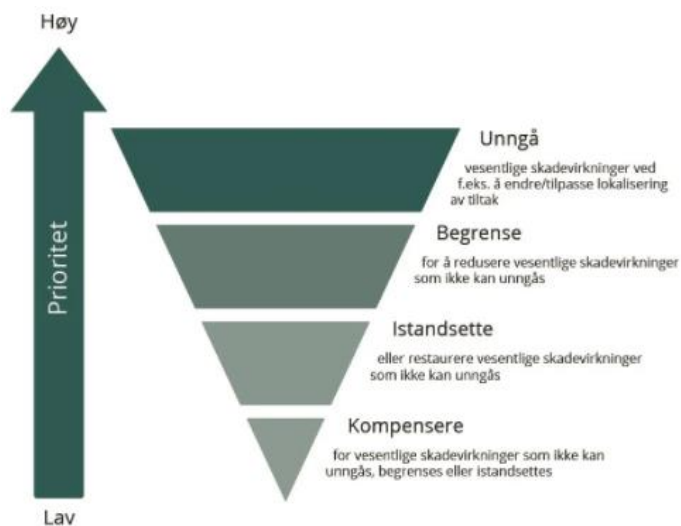 Høy
Prioritet
Lav
Unngå
vesentlige skadevirkninger ved
f.eks. å endre/tilpasse lokalisering
av tiltak
Begrense
for å redusere vesentlige skadevirkninger
som ikke kan unngås
Istandsette
eller restaurere vesentlige skadevirkninger
som ikke kan unngås
Kompensere
for vesentlige skadevirkninger som ikke kan
unngås, begrenses eller istandsettes